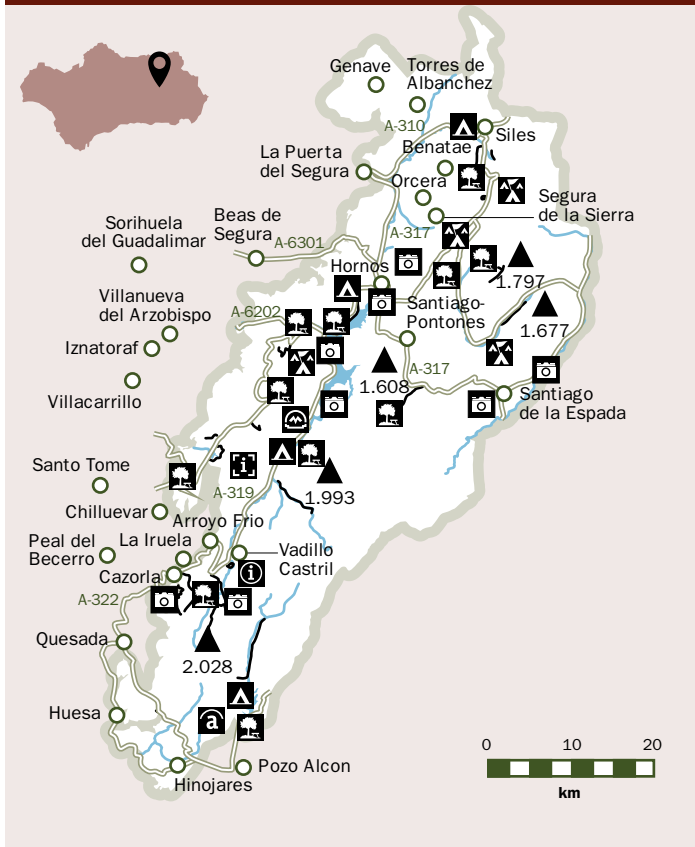 Genave
Torres de
Albanchez
A-310
Siles
Benatae
La Puerta
del Segura
Orcera
Segura
de la Sierra
Beas de
Segura
Sorihuela
del Guadalimar
A-317
A-6301
Hornos
1.797
Villanueva
del Arzobispo
A-6202
Santiago-
Pontones
1.677
Iznatoraf
A-317
1.608
Villacarrillo
Santiago
de la Espada
Santo Tome
i
A-319
1.993
Chilluevar
Arroyo Frio
Peal del
Becerro
La Iruela
Vadillo
Castril
Cazorla
i
A-322
Quesada
2.028
Huesa
a
Pozo Alcon
Hinojares
0 10 20
km